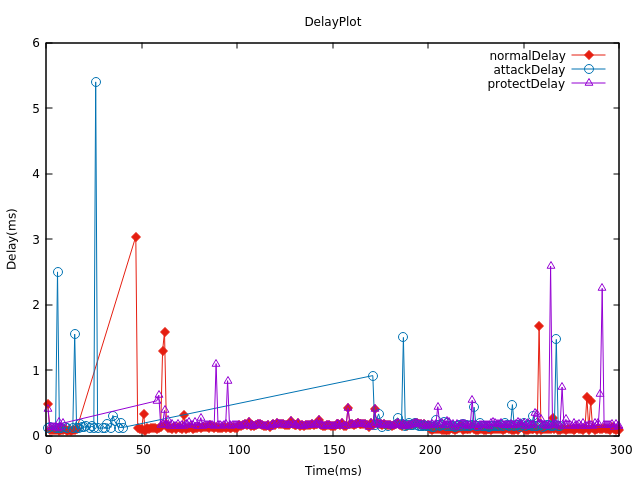 DelayPlot
normalDelay
attackDelay
protectDelay
6
5
4
3
2
1
0
Delay(ms)
0 50 100 150 200 250 300
Time(ms)